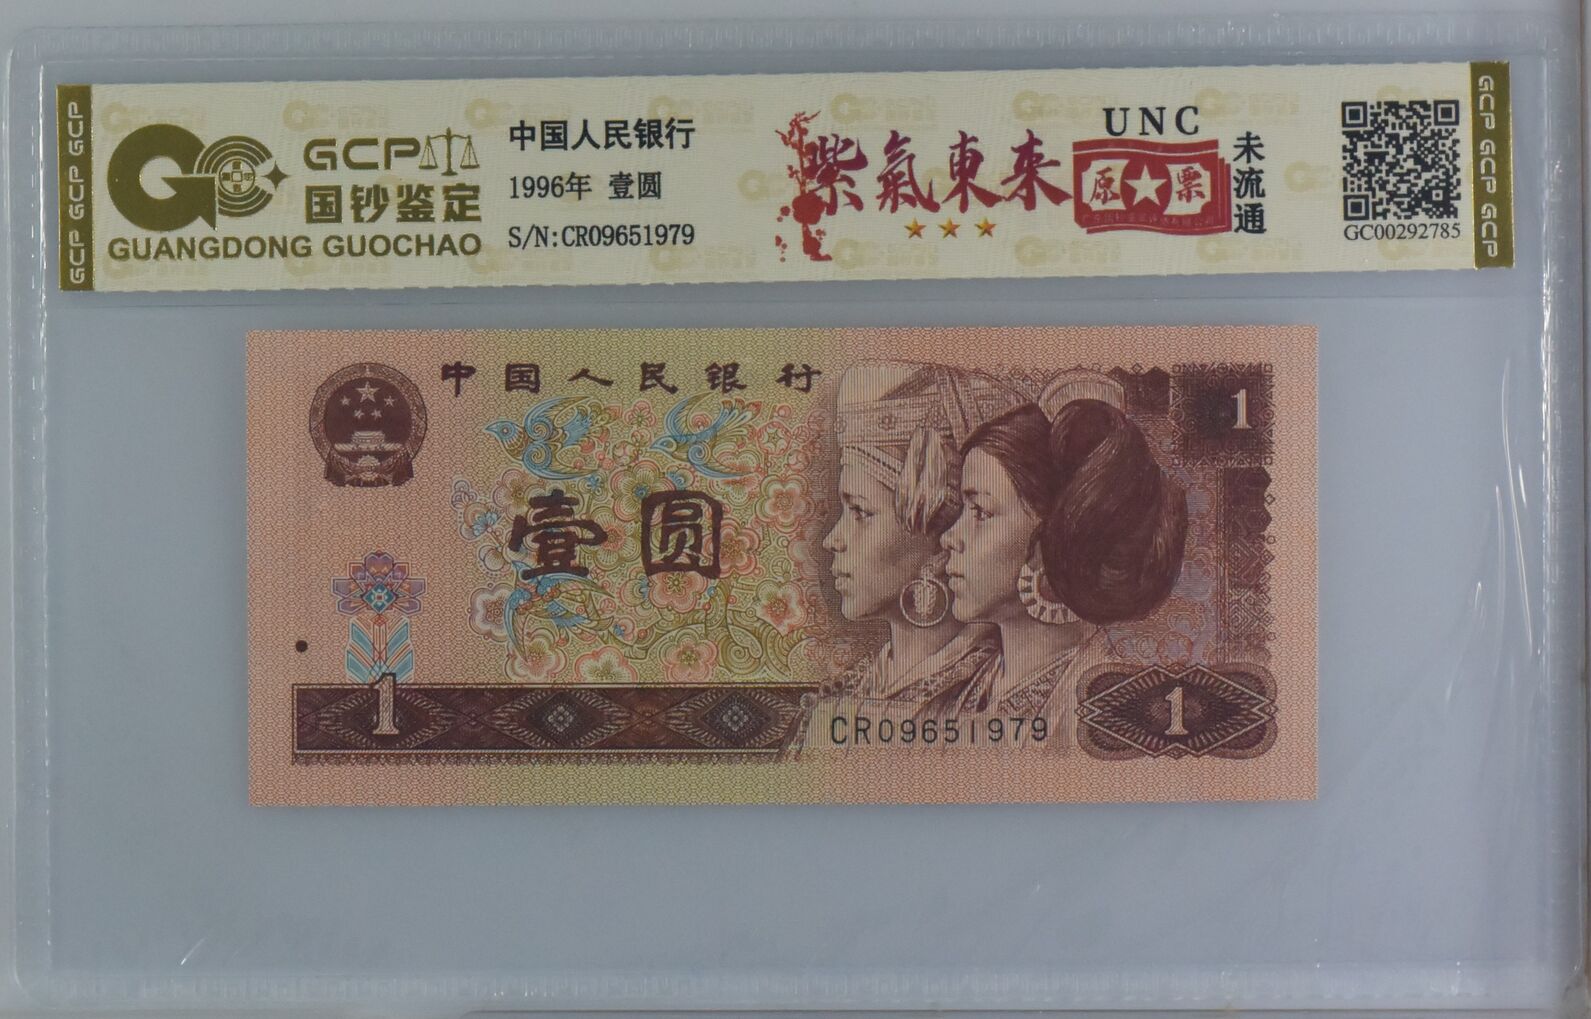 GCP GCP GCP
GCP
国钞鉴定
GUANGDONG GUOCHAO
中国人民银行
1996年 壹圆
S/N:CR09651979
紫氣東来
UNC
原票
未流通
GC00292785
GCP GCP GCP
中国人民银行
1
壹圆
1
CR09651979
1